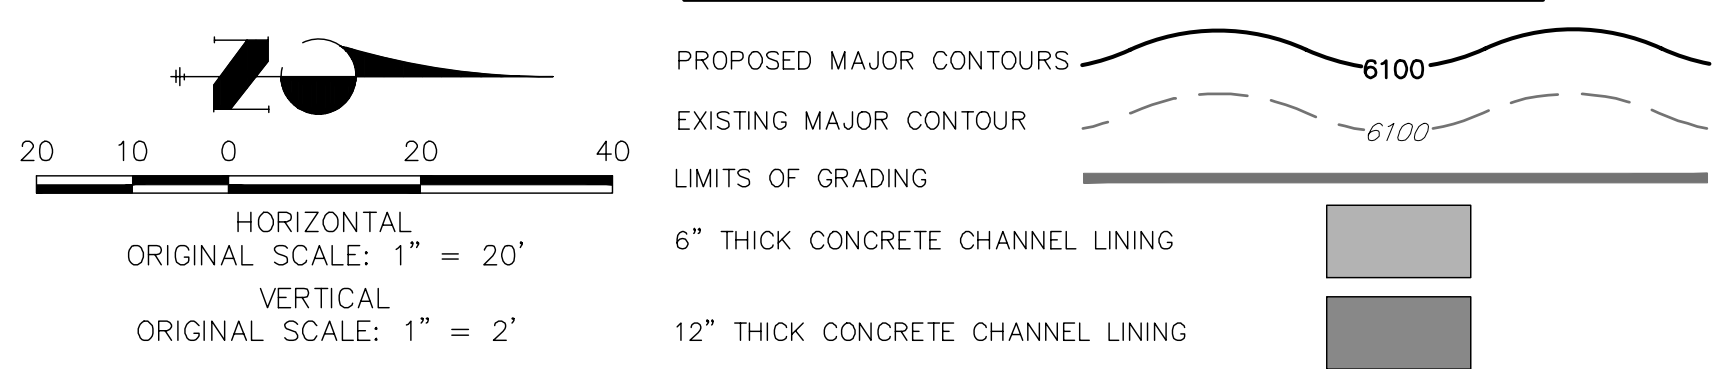 N
20 10 0 20 40
HORIZONTAL
ORIGINAL SCALE: 1" = 20'
VERTICAL
ORIGINAL SCALE: 1" = 2'
PROPOSED MAJOR CONTOURS 6100
EXISTING MAJOR CONTOUR 6100
LIMITS OF GRADING
6" THICK CONCRETE CHANNEL LINING
12" THICK CONCRETE CHANNEL LINING